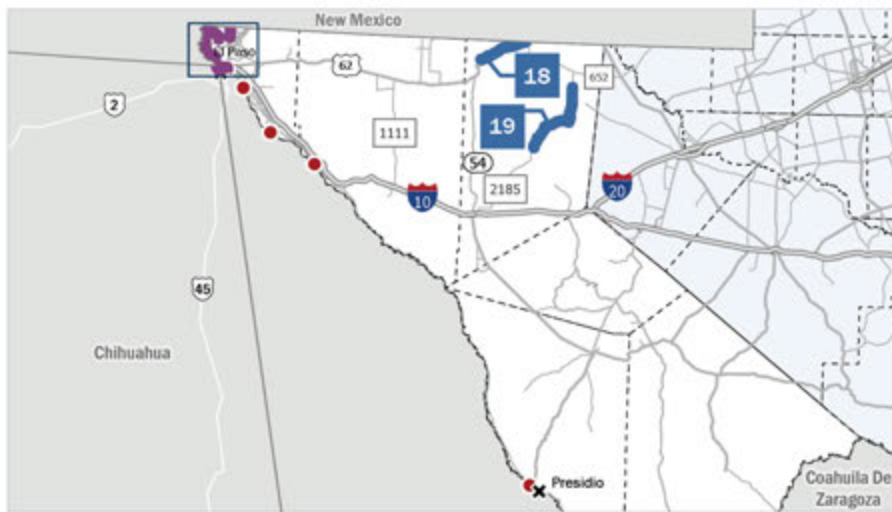 New Mexico
El Paso
62
18
652
2
1111
19
54
2185
10
20
45
Chihuahua
Presidio
Coahuila De
Zaragoza